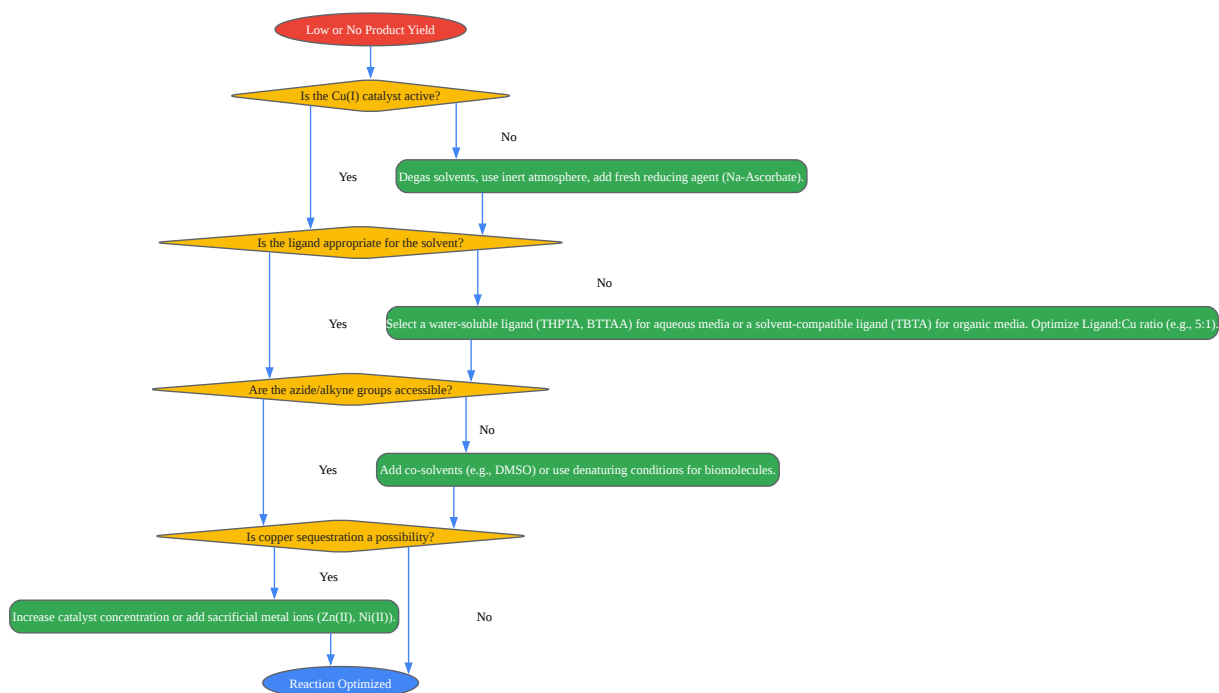 Low or No Product Yield
Is the Cu(I) catalyst active?
No
Yes
Degas solvents, use inert atmosphere, add fresh reducing agent (Na-Ascorbate).
Is the ligand appropriate for the solvent?
No
Yes
Select a water-soluble ligand (THPTA, BTTAA) for aqueous media or a solvent-compatible ligand (TBTA) for organic media. Optimize Ligand:Cu ratio (e.g., 5:1).
Are the azide/alkyne groups accessible?
No
Yes
Add co-solvents (e.g., DMSO) or use denaturing conditions for biomolecules.
Is copper sequestration a possibility?
Yes
Increase catalyst concentration or add sacrificial metal ions (Zn(II), Ni(II)).
No
Reaction Optimized